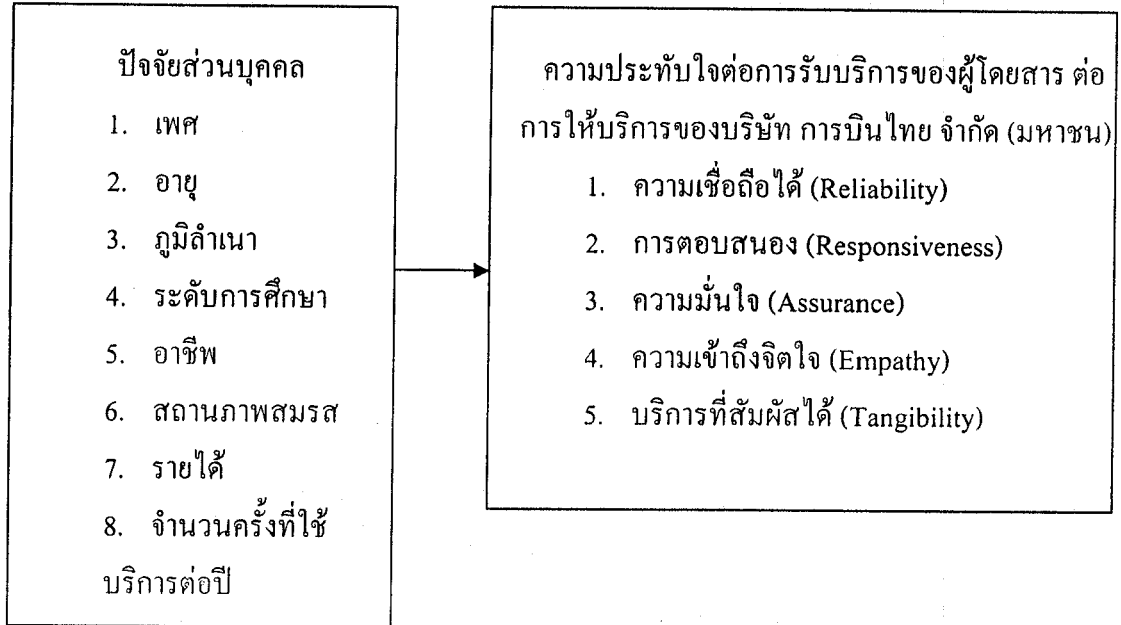 ปัจจัยส่วนบุคคล
1. เพศ
2. อายุ
3. ภูมิลำเนา
4. ระดับการศึกษา
5. อาชีพ
6. สถานภาพสมรส
7. รายได้
8. จำนวนครั้งที่ใช้
บริการต่อปี
ความประทับใจต่อการรับบริการของผู้โดยสาร ต่อ
การให้บริการของบริษัท การบินไทย จำกัด (มหาชน)
1. ความเชื่อถือได้ (Reliability)
2. การตอบสนอง (Responsiveness)
3. ความมั่นใจ (Assurance)
4. ความเข้าถึงจิตใจ (Empathy)
5. บริการที่สัมผัสได้ (Tangibility)